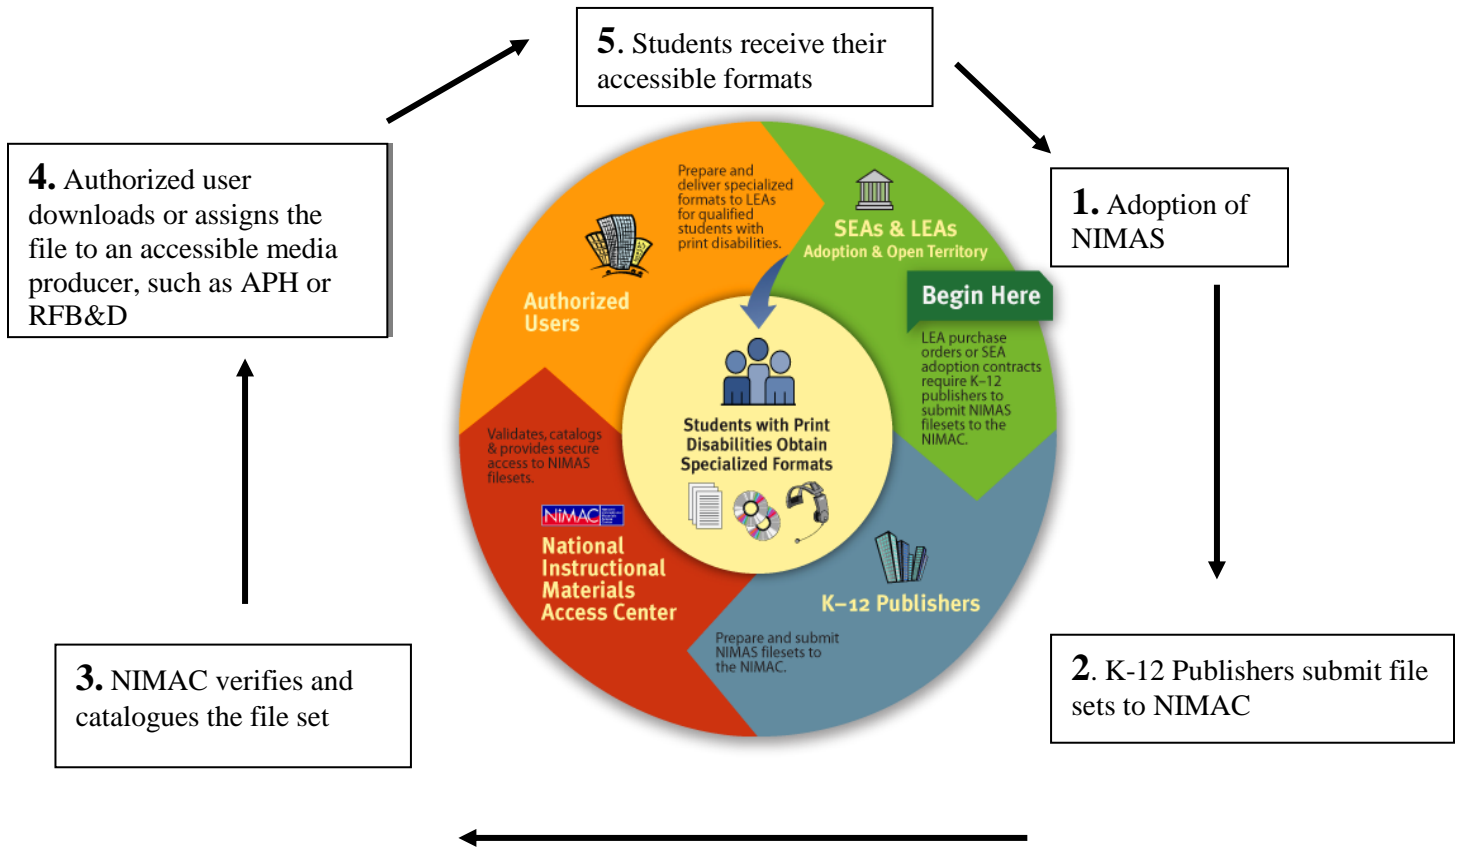 5. Students receive their
accessible formats
4. Authorized user
downloads or assigns the
file to an accessible media
producer, such as APH or
RFB&D
1. Adoption of
NIMAS
Prepare and
deliver specialized
formats to LEAs
for qualified
students with
print disabilities.
SEAs & LEAs
Adoption & Open Territory
Authorized
Users
Begin Here
LEA purchase
orders or SEA
adoption contracts
require K–12
publishers to
submit NIMAS
filesets to the
NIMAC.
Students with Print
Disabilities Obtain
Specialized Formats
Validates, catalogs
& provides secure
access to NIMAS
filesets.
NIMAC
National
Instructional
Materials
Access Center
K–12 Publishers
Prepare and submit
NIMAS filesets to
the NIMAC.
3. NIMAC verifies and
catalogues the file set
2. K-12 Publishers submit file
sets to NIMAC